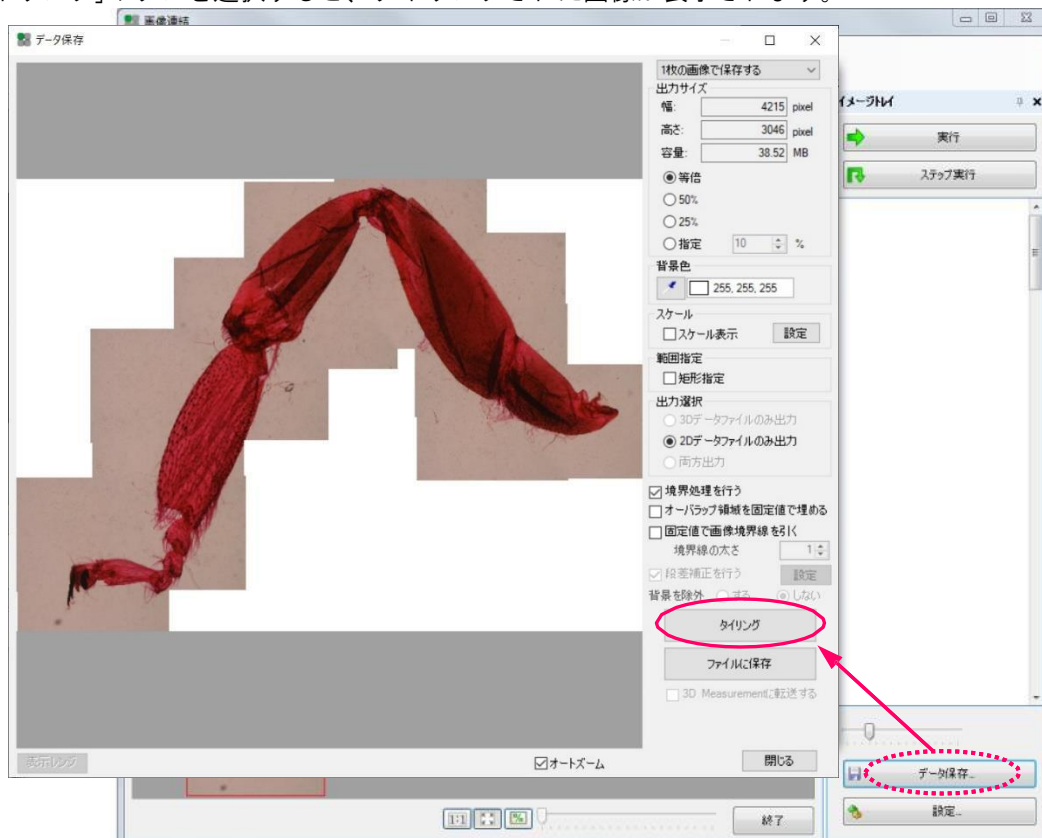 」を選択すると、
画像連結
データ保存
1枚の画像で保存する
出力サイズ
幅: 4215 pixel
高さ: 3046 pixel
容量: 38.52 MB
等倍
50%
25%
指定 10 %
背景色
255, 255, 255
スケール
スケール表示 設定
範囲指定
矩形指定
出力選択
3Dデータファイルのみ出力
2Dデータファイルのみ出力
両方出力
境界処理を行う
オーバラップ領域を固定値で埋める
固定値で画像境界線を引く
境界線の太さ 1
段差補正を行う 設定
背景を除外 する しない
タイリング
ファイルに保存
3D Measurementに転送する
表示レンジ
オートズーム
閉じる
イメージトレイ
実行
ステップ実行
データ保存...
設定...
1:1
%
終了